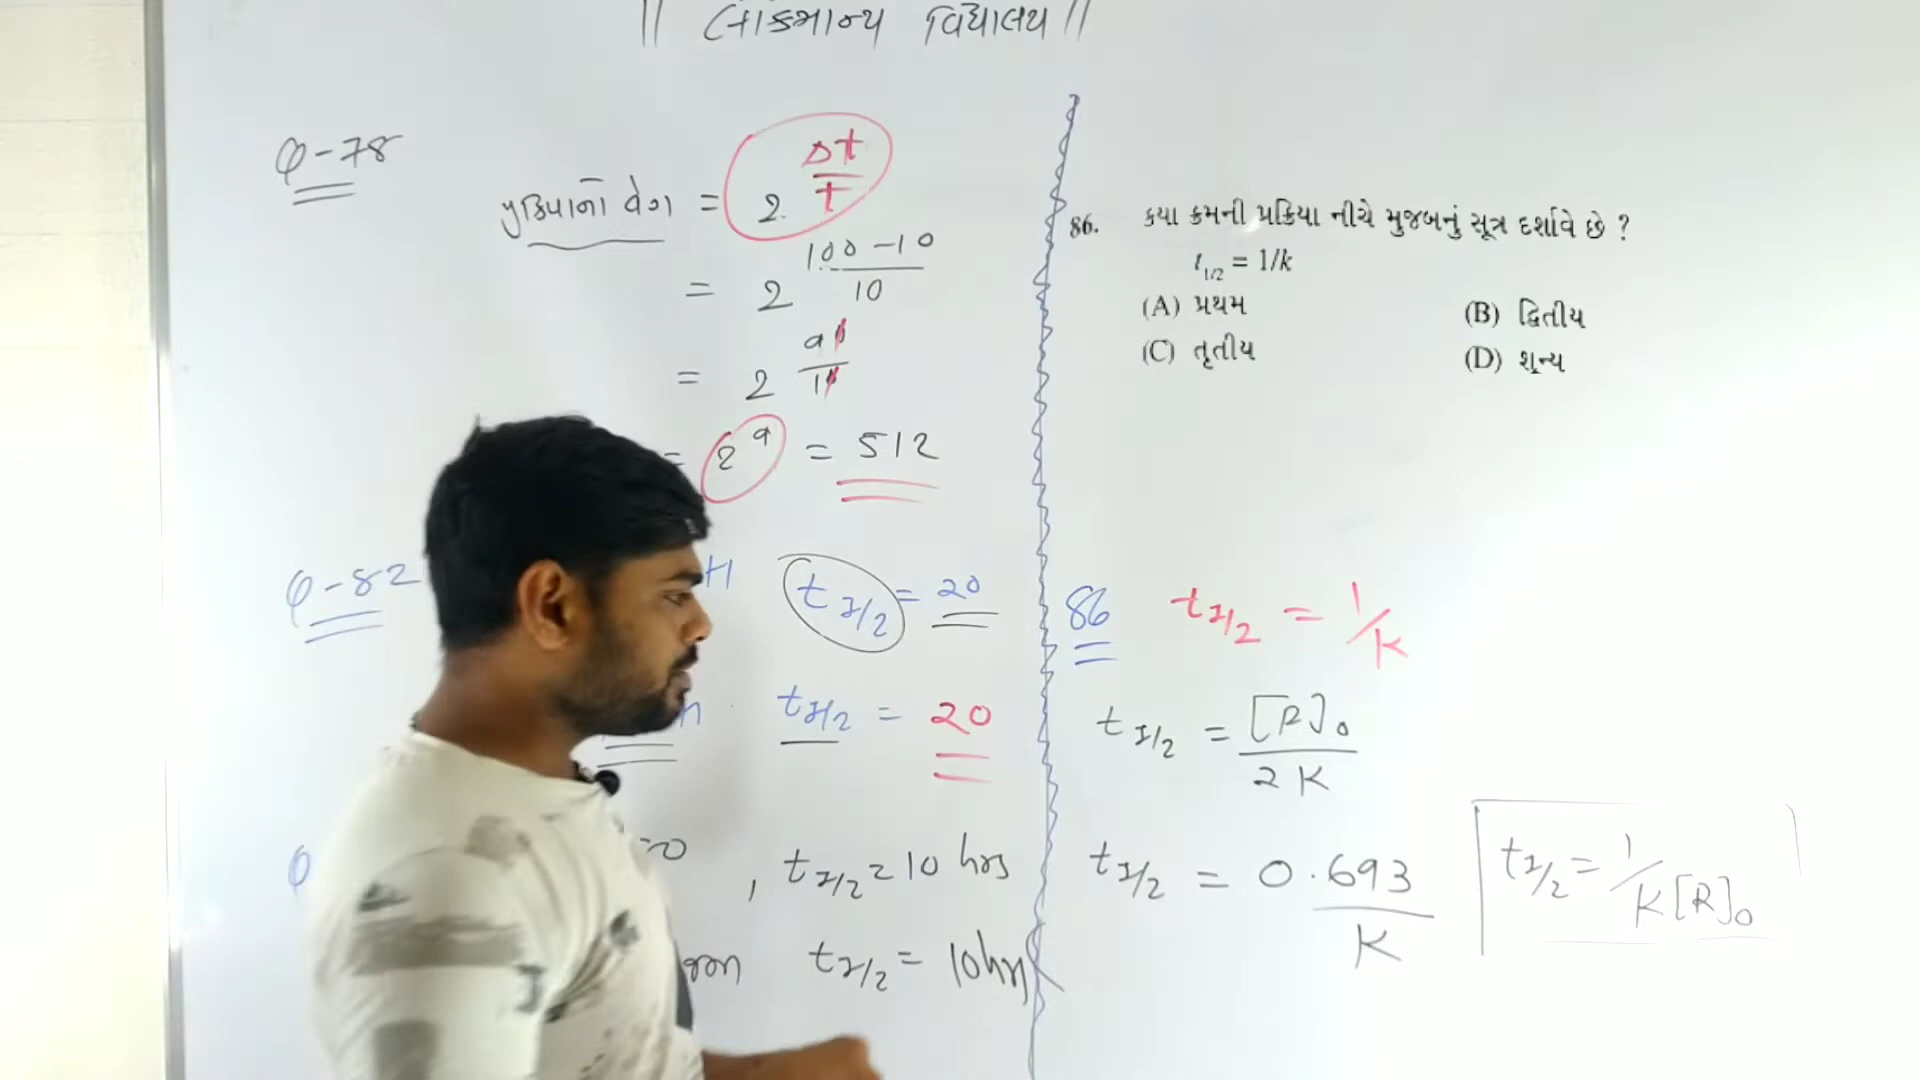 || લોકમાન્ય વિદ્યાલય ||
Q-78
પ્રક્રિયાનો વેગ = 2^(Δt/T)
= 2^((100-10)/10)
= 2^(90/10)
= 2^9 = 512
Q-82 H t1/2 = 20
t1/2 = 20
, t1/2 = 10 hrs
t1/2 = 10 hrs
86. કયા ક્રમની પ્રક્રિયા નીચે મુજબનું સૂત્ર દર્શાવે છે ?
t1/2 = 1/k
(A) પ્રથમ (B) દ્વિતીય
(C) તૃતીય (D) શૂન્ય
86 t1/2 = 1/K
t1/2 = [R]0 / 2K
t1/2 = 0.693 / K
t1/2 = 1/K[R]0